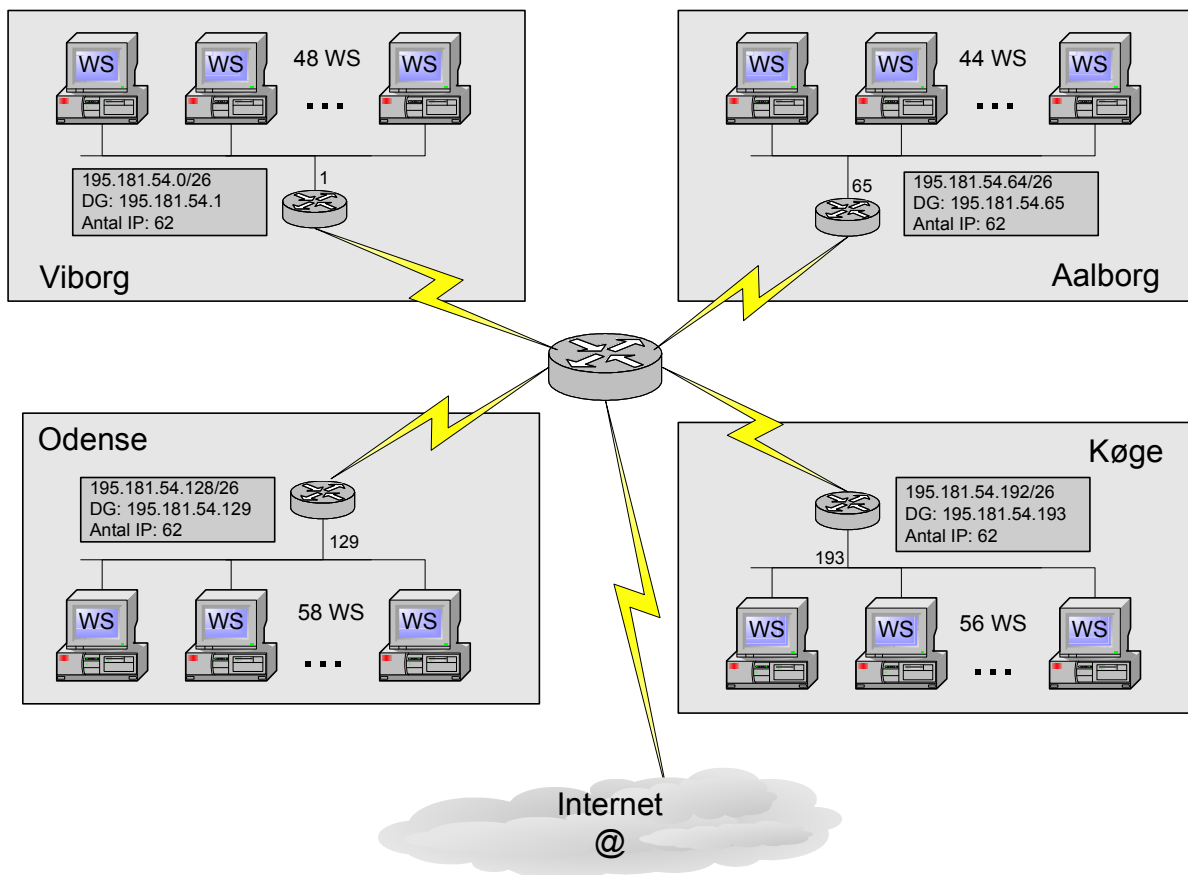 WS WS 48 WS WS
...
1
195.181.54.0/26
DG: 195.181.54.1
Antal IP: 62
Viborg
WS WS 44 WS WS
...
65
195.181.54.64/26
DG: 195.181.54.65
Antal IP: 62
Aalborg
Odense
195.181.54.128/26
DG: 195.181.54.129
Antal IP: 62
129
WS WS 58 WS WS
...
Køge
195.181.54.192/26
DG: 195.181.54.193
Antal IP: 62
193
WS WS 56 WS WS
...
Internet
@